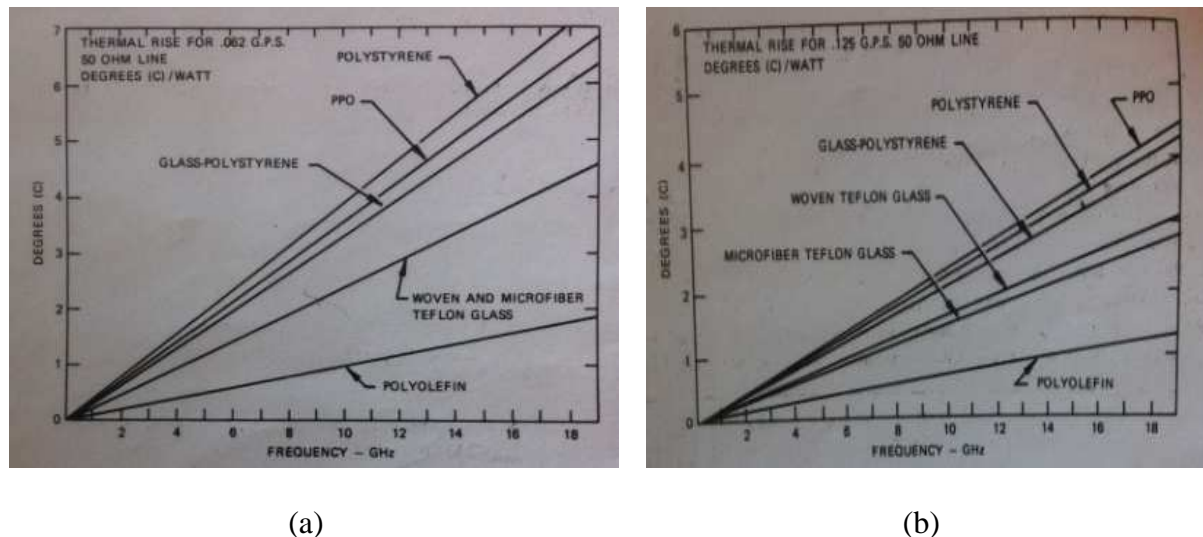 THERMAL RISE FOR .062 G.P.S.
50 OHM LINE
DEGREES (C)/WATT
POLYSTYRENE
PPO
GLASS-POLYSTYRENE
WOVEN AND MICROFIBER
TEFLON GLASS
POLYOLEFIN
DEGREES (C)
7
6
5
4
3
2
1
0
2 4 6 8 10 12 14 16 18
FREQUENCY – GHz
(a)
THERMAL RISE FOR .125 G.P.S. 50 OHM LINE
DEGREES (C)/WATT
PPO
POLYSTYRENE
GLASS-POLYSTYRENE
WOVEN TEFLON GLASS
MICROFIBER TEFLON GLASS
POLYOLEFIN
DEGREES (C)
6
5
4
3
2
1
0
2 4 6 8 10 12 14 16 18
FREQUENCY – GHz
(b)